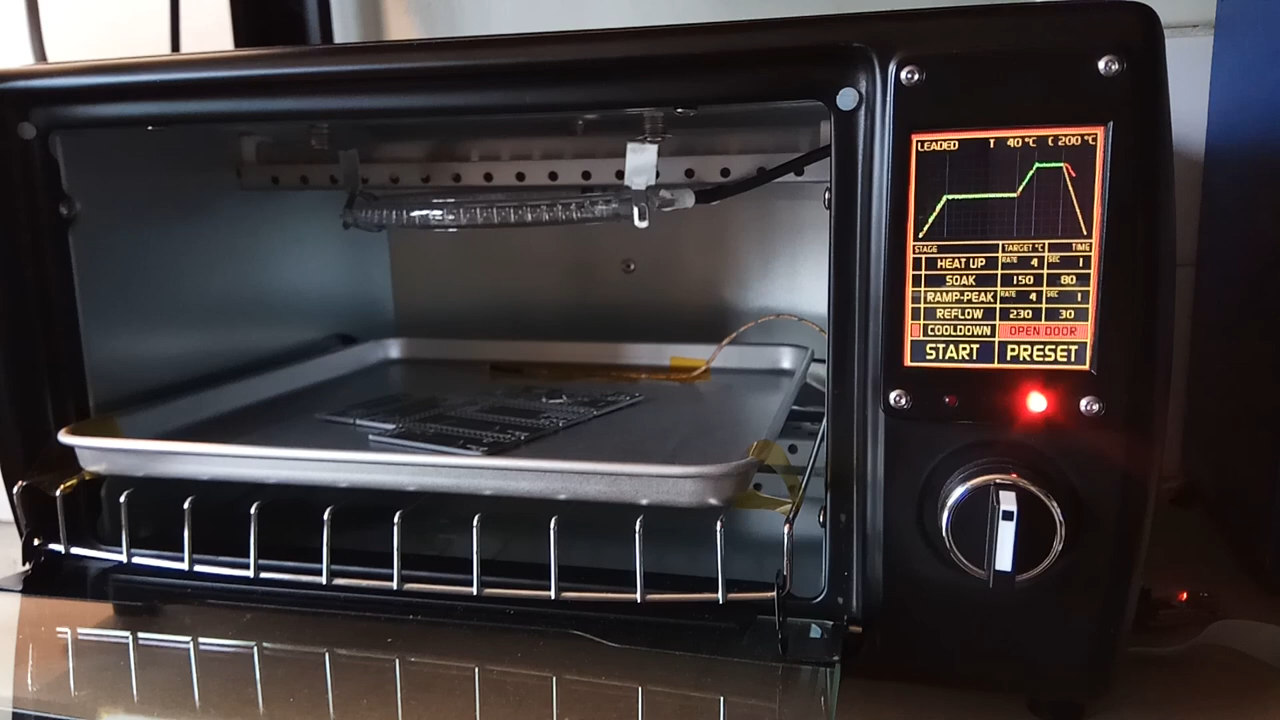 LEADED T 40 °C C 200 °C
STAGE TARGET °C TIME
HEAT UP RATE 4 SEC 1
SOAK 150 80
RAMP-PEAK RATE 4 SEC 1
REFLOW 230 30
COOLDOWN OPEN DOOR
START PRESET